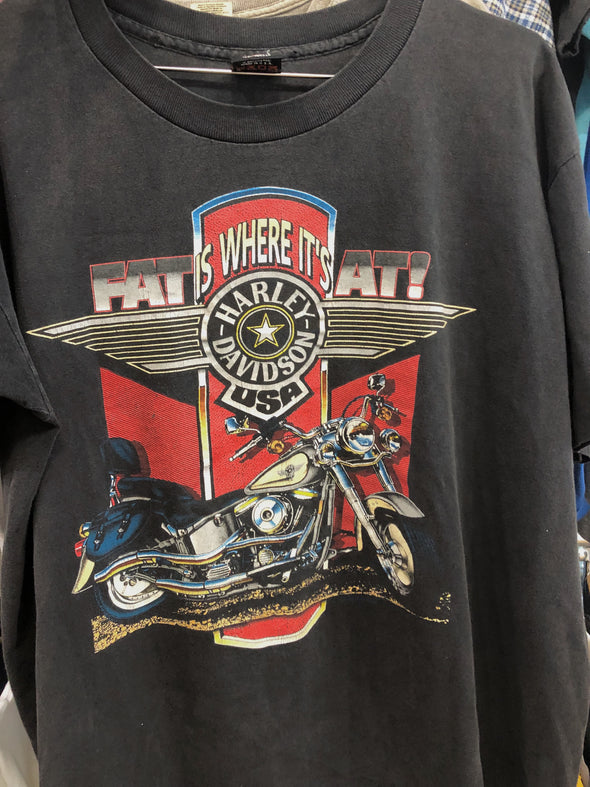 FAT IS WHERE IT'S AT!
HARLEY-
-DAVIDSON
USA